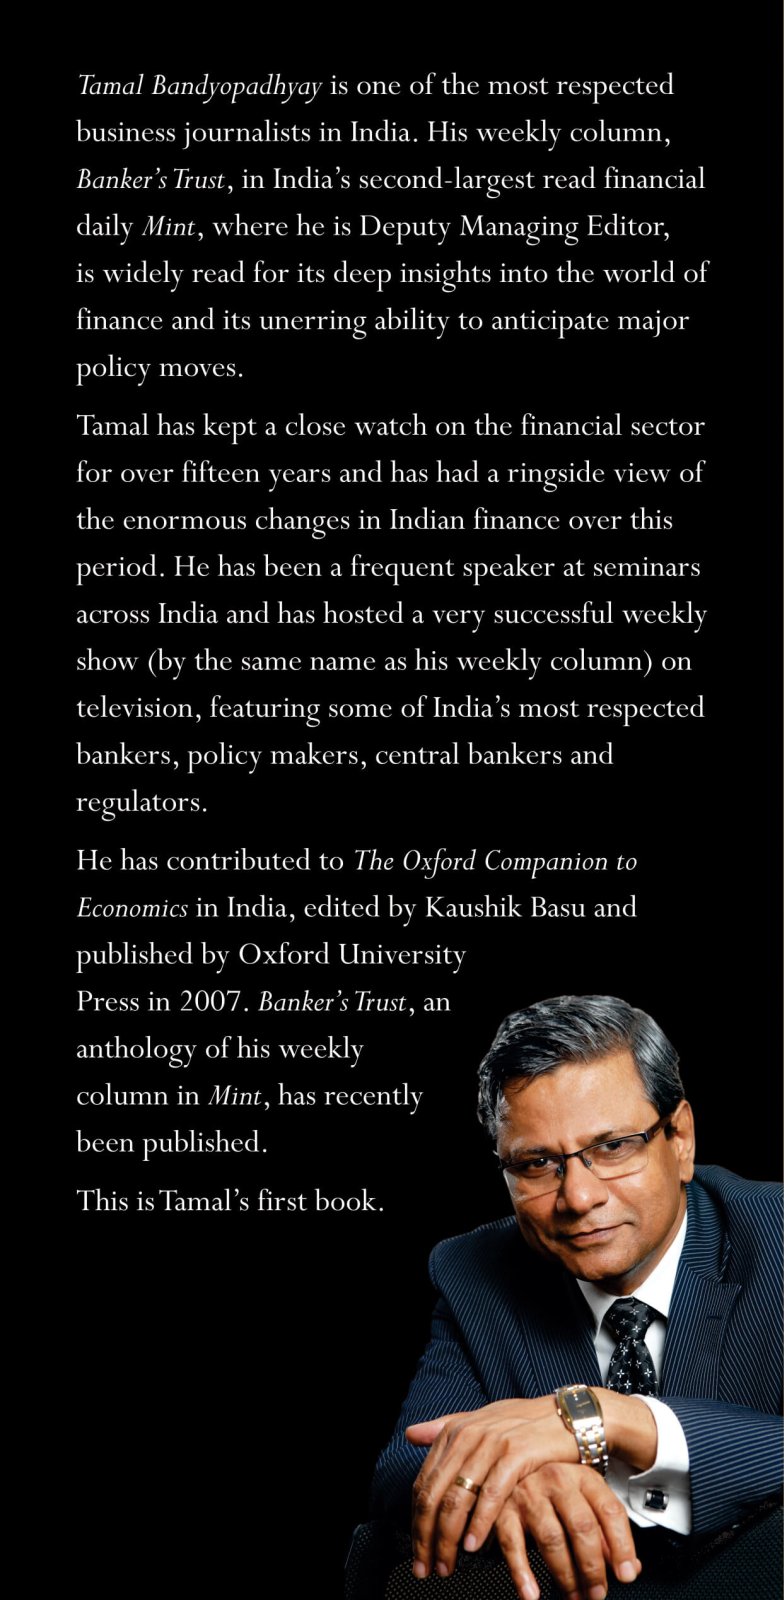 Tamal Bandyopadhyay is one of the most respected
business journalists in India. His weekly column,
Banker’s Trust, in India’s second-largest read financial
daily Mint, where he is Deputy Managing Editor,
is widely read for its deep insights into the world of
finance and its unerring ability to anticipate major
policy moves.
Tamal has kept a close watch on the financial sector
for over fifteen years and has had a ringside view of
the enormous changes in Indian finance over this
period. He has been a frequent speaker at seminars
across India and has hosted a very successful weekly
show (by the same name as his weekly column) on
television, featuring some of India’s most respected
bankers, policy makers, central bankers and
regulators.
He has contributed to The Oxford Companion to
Economics in India, edited by Kaushik Basu and
published by Oxford University
Press in 2007. Banker’s Trust, an
anthology of his weekly
column in Mint, has recently
been published.
This is Tamal’s first book.